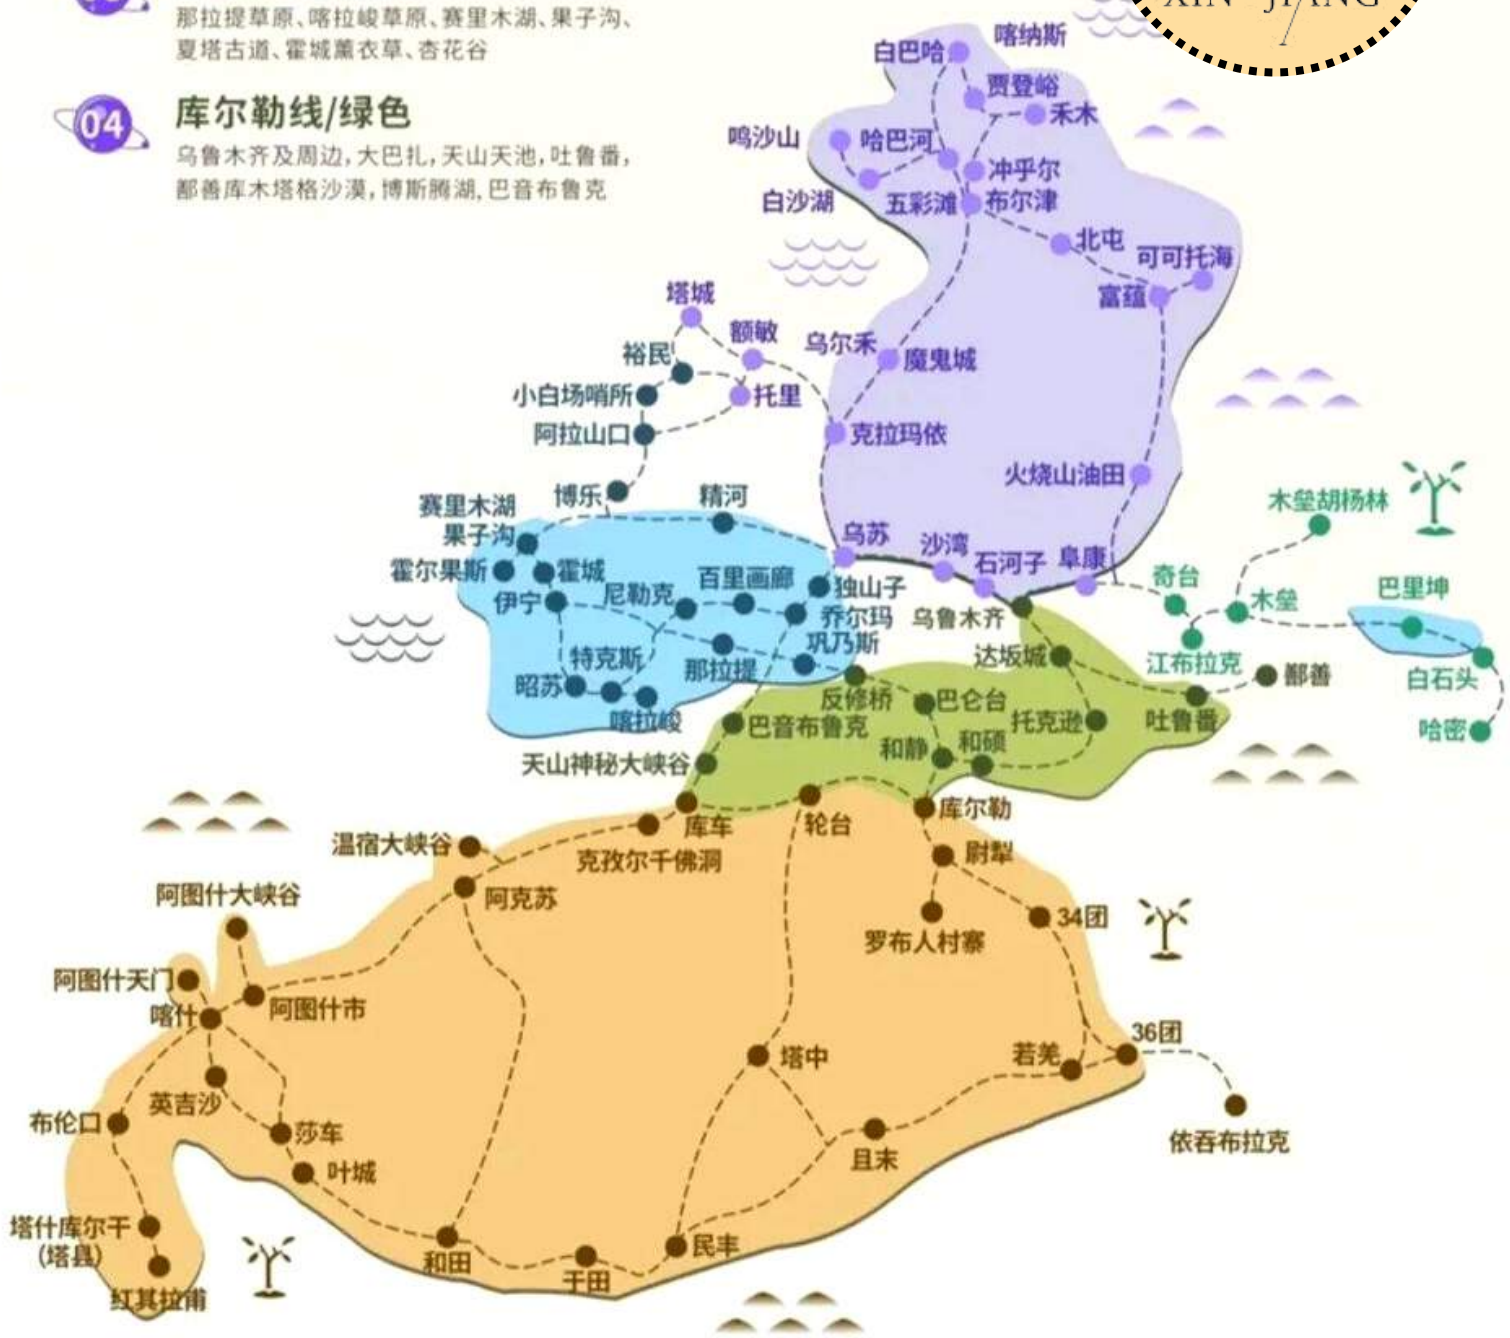 XIN JIANG
那拉提草原、喀拉峻草原、赛里木湖、果子沟、
夏塔古道、霍城薰衣草、杏花谷
04
库尔勒线/绿色
乌鲁木齐及周边,大巴扎,天山天池,吐鲁番,
鄯善库木塔格沙漠,博斯腾湖,巴音布鲁克
喀纳斯
白巴哈
贾登峪
禾木
鸣沙山
哈巴河
冲乎尔
白沙湖
五彩滩
布尔津
北屯
可可托海
富蕴
塔城
额敏
裕民
乌尔禾
魔鬼城
小白场哨所
托里
阿拉山口
克拉玛依
火烧山油田
博乐
精河
赛里木湖
果子沟
木垒胡杨林
乌苏
沙湾
石河子
阜康
霍尔果斯
霍城
百里画廊
独山子
奇台
巴里坤
伊宁
尼勒克
乔尔玛
乌鲁木齐
木垒
巩乃斯
特克斯
那拉提
达坂城
江布拉克
鄯善
白石头
昭苏
喀拉峻
反修桥
巴仑台
巴音布鲁克
托克逊
吐鲁番
哈密
和静
和硕
天山神秘大峡谷
库车
轮台
库尔勒
温宿大峡谷
克孜尔千佛洞
尉犁
阿图什大峡谷
阿克苏
34团
罗布人村寨
阿图什天门
阿图什市
喀什
36团
塔中
若羌
英吉沙
布伦口
莎车
依吞布拉克
且末
叶城
塔什库尔干
(塔县)
和田
于田
民丰
红其拉甫